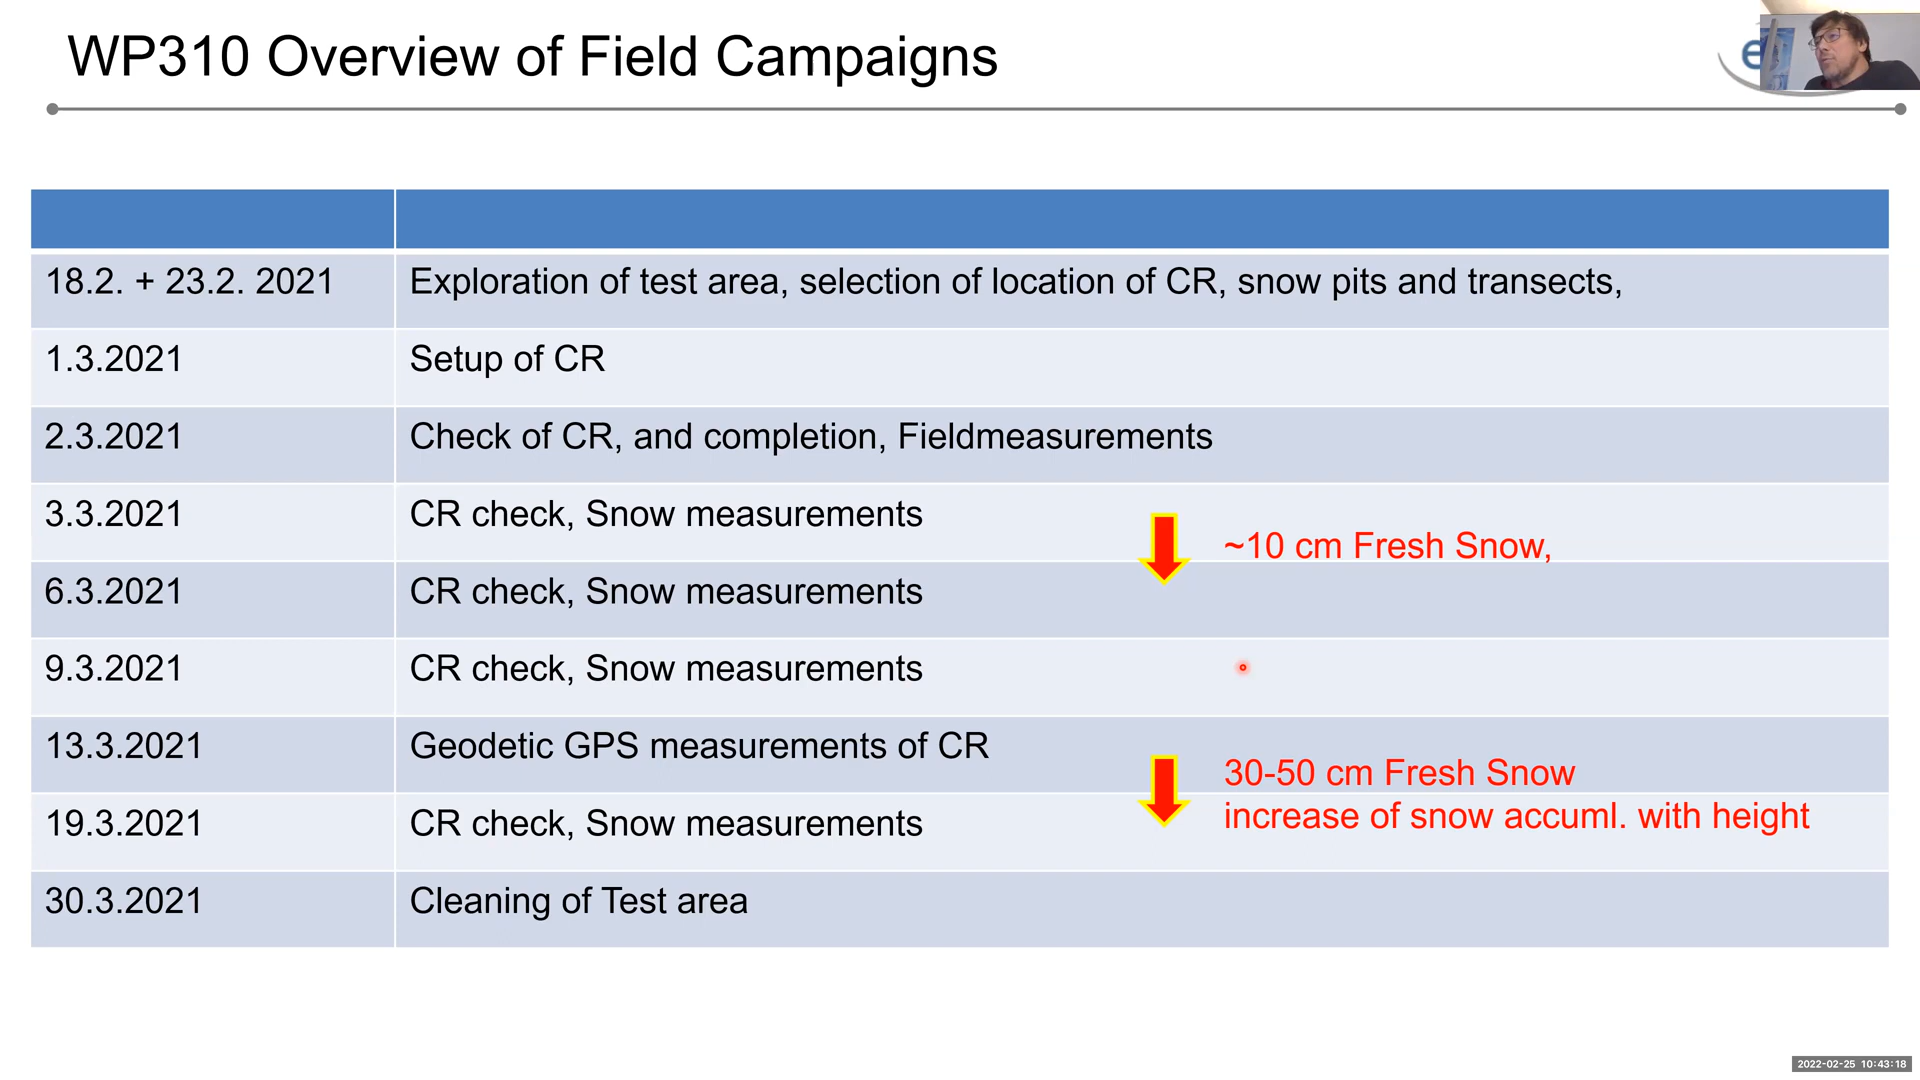 WP310 Overview of Field Campaigns
18.2. + 23.2. 2021 Exploration of test area, selection of location of CR, snow pits and transects,
1.3.2021 Setup of CR
2.3.2021 Check of CR, and completion, Fieldmeasurements
3.3.2021 CR check, Snow measurements
~10 cm Fresh Snow,
6.3.2021 CR check, Snow measurements
9.3.2021 CR check, Snow measurements
13.3.2021 Geodetic GPS measurements of CR
30-50 cm Fresh Snow
increase of snow accuml. with height
19.3.2021 CR check, Snow measurements
30.3.2021 Cleaning of Test area
2022-02-25 10:43:18